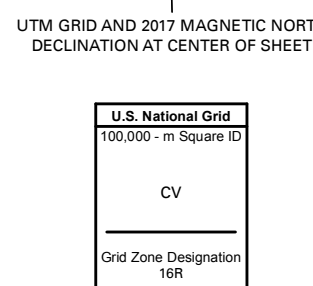 UTM GRID AND 2017 MAGNETIC NORT
DECLINATION AT CENTER OF SHEET
U.S. National Grid
100,000 - m Square ID
CV
Grid Zone Designation
16R